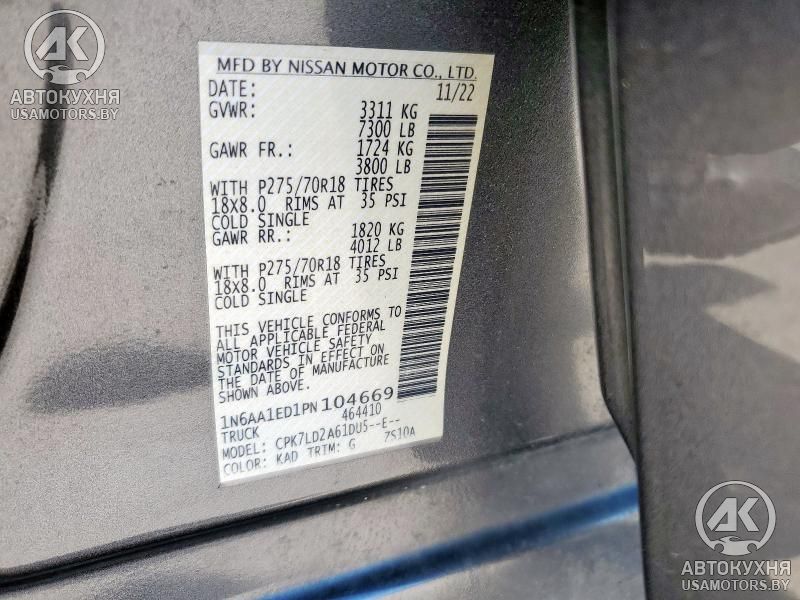 AK
АВТОКУХНЯ
USAMOTORS.BY
MFD BY NISSAN MOTOR CO., LTD.
DATE: 11/22
GVWR: 3311 KG
7300 LB
GAWR FR.: 1724 KG
3800 LB
WITH P275/70R18 TIRES
18x8.0 RIMS AT 35 PSI
COLD SINGLE
GAWR RR.: 1820 KG
4012 LB
WITH P275/70R18 TIRES
18x8.0 RIMS AT 35 PSI
COLD SINGLE
THIS VEHICLE CONFORMS TO
ALL APPLICABLE FEDERAL
MOTOR VEHICLE SAFETY
STANDARDS IN EFFECT ON
THE DATE OF MANUFACTURE
SHOWN ABOVE.
1N6AA1ED1PN104669
TRUCK 464410
MODEL: CPK7LD2A61DU5--E--
COLOR: KAD TRIM: G 7S10A
AK
АВТОКУХНЯ
USAMOTORS.BY